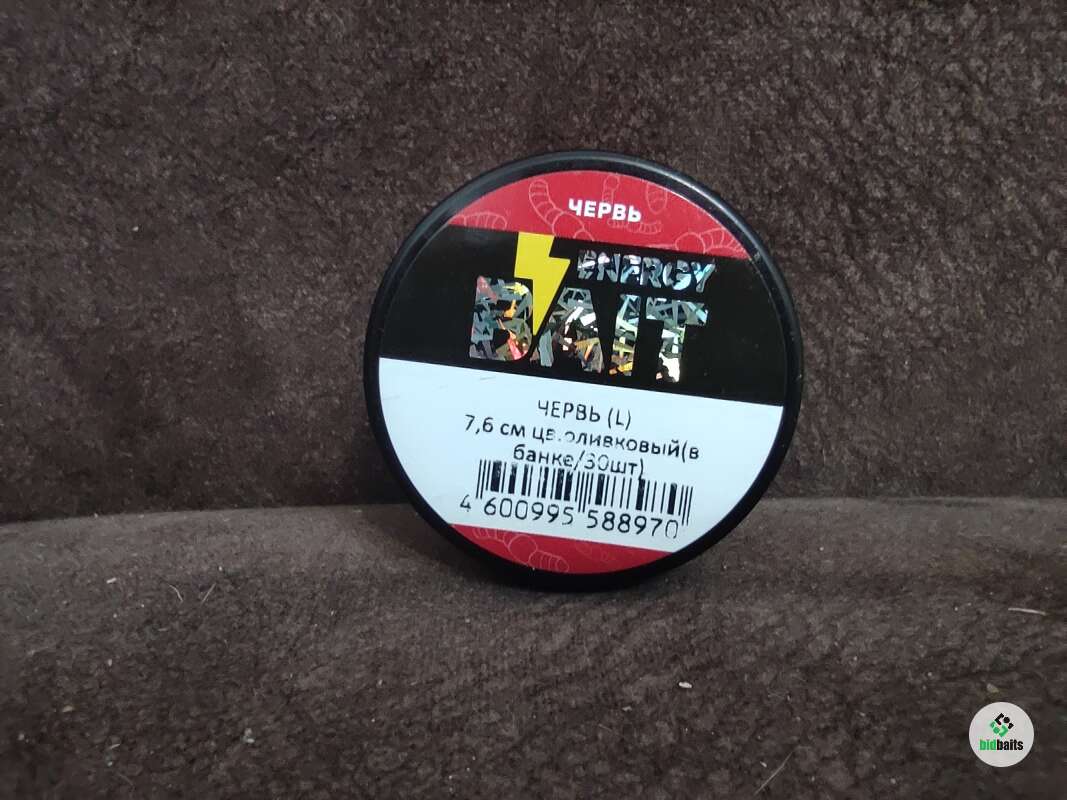 ЧЕРВЬ
ENERGY
BAIT
ЧЕРВЬ (L)
7,6 см цв.оливковый(в
банке/30шт)
4 600995 588970
bidbaits